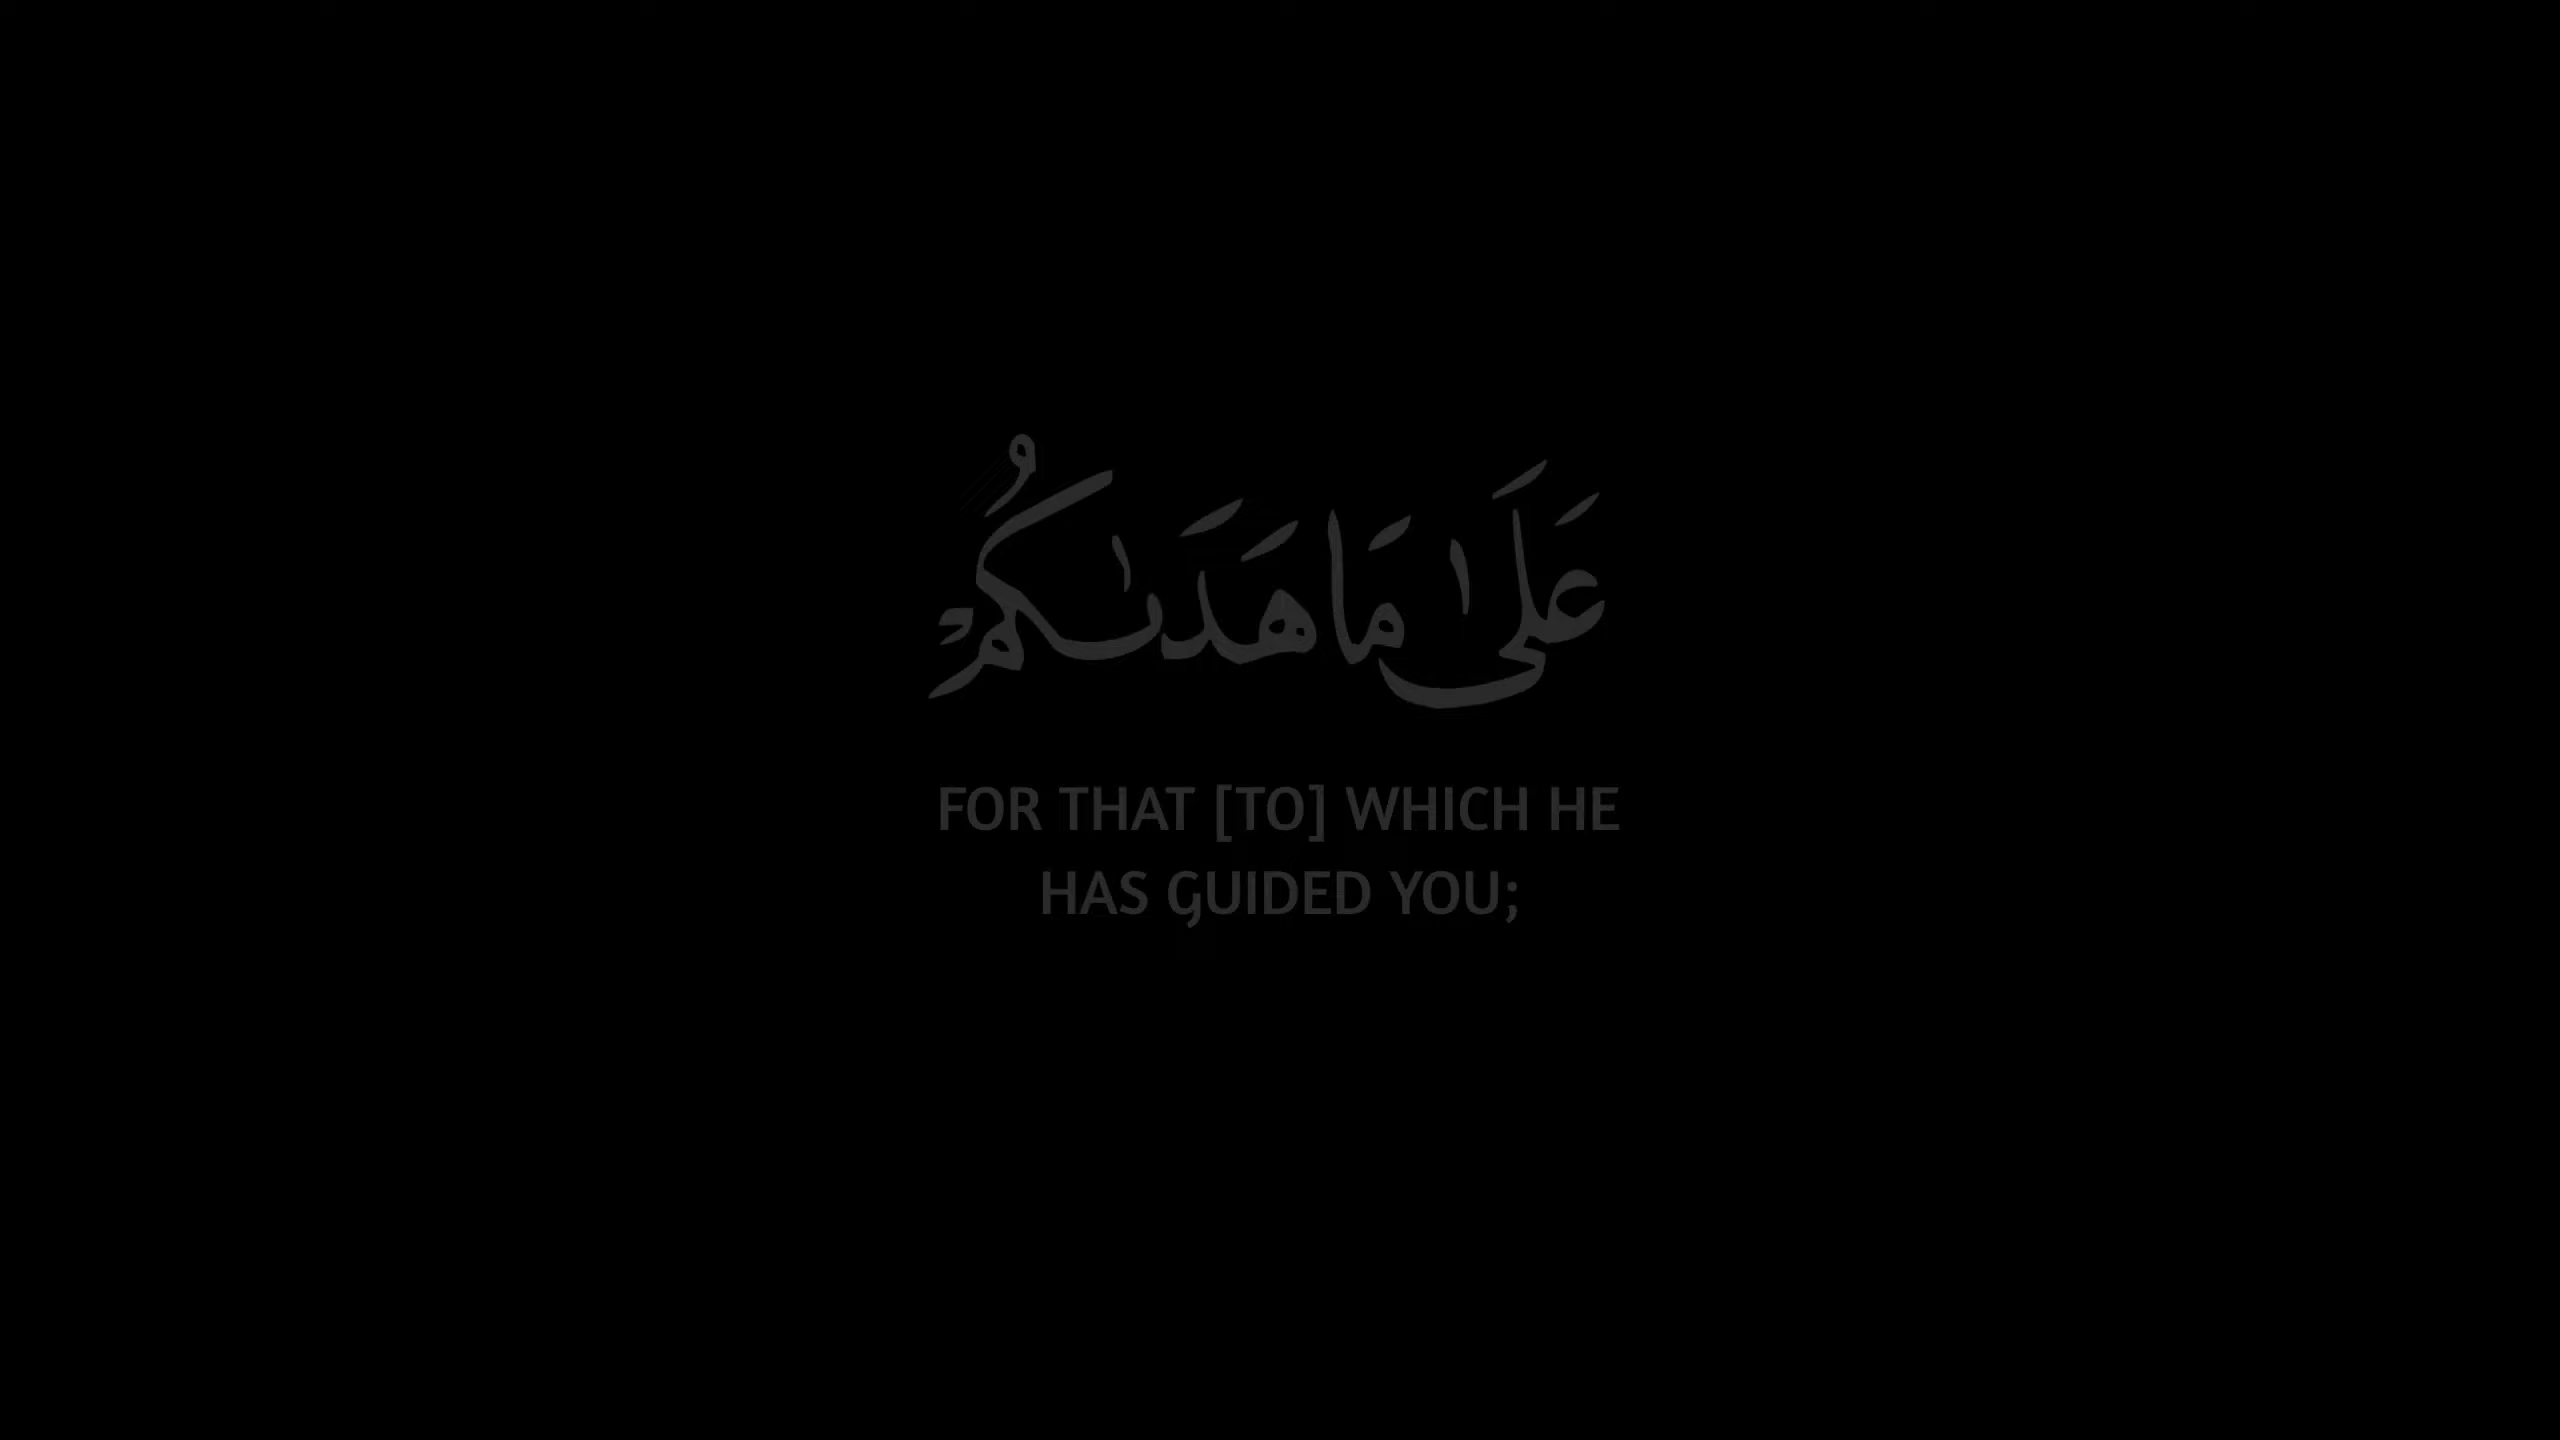 عَلَىٰ مَا هَدَىٰكُمْ
FOR THAT [TO] WHICH HE
HAS GUIDED YOU;